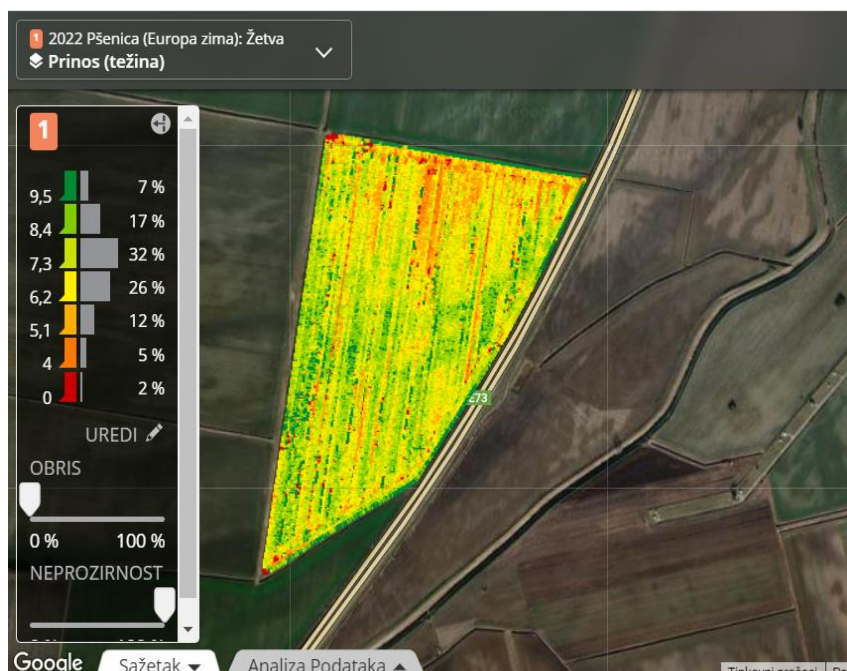 1 2022 Pšenica (Europa zima): Žetva
Prinos (težina)
1
9,5 7 %
8,4 17 %
7,3 32 %
6,2 26 %
5,1 12 %
4 5 %
0 2 %
UREDI
OBRIS
0 % 100 %
NEPROZIRNOST
E73
Google
Sažetak
Analiza Podataka